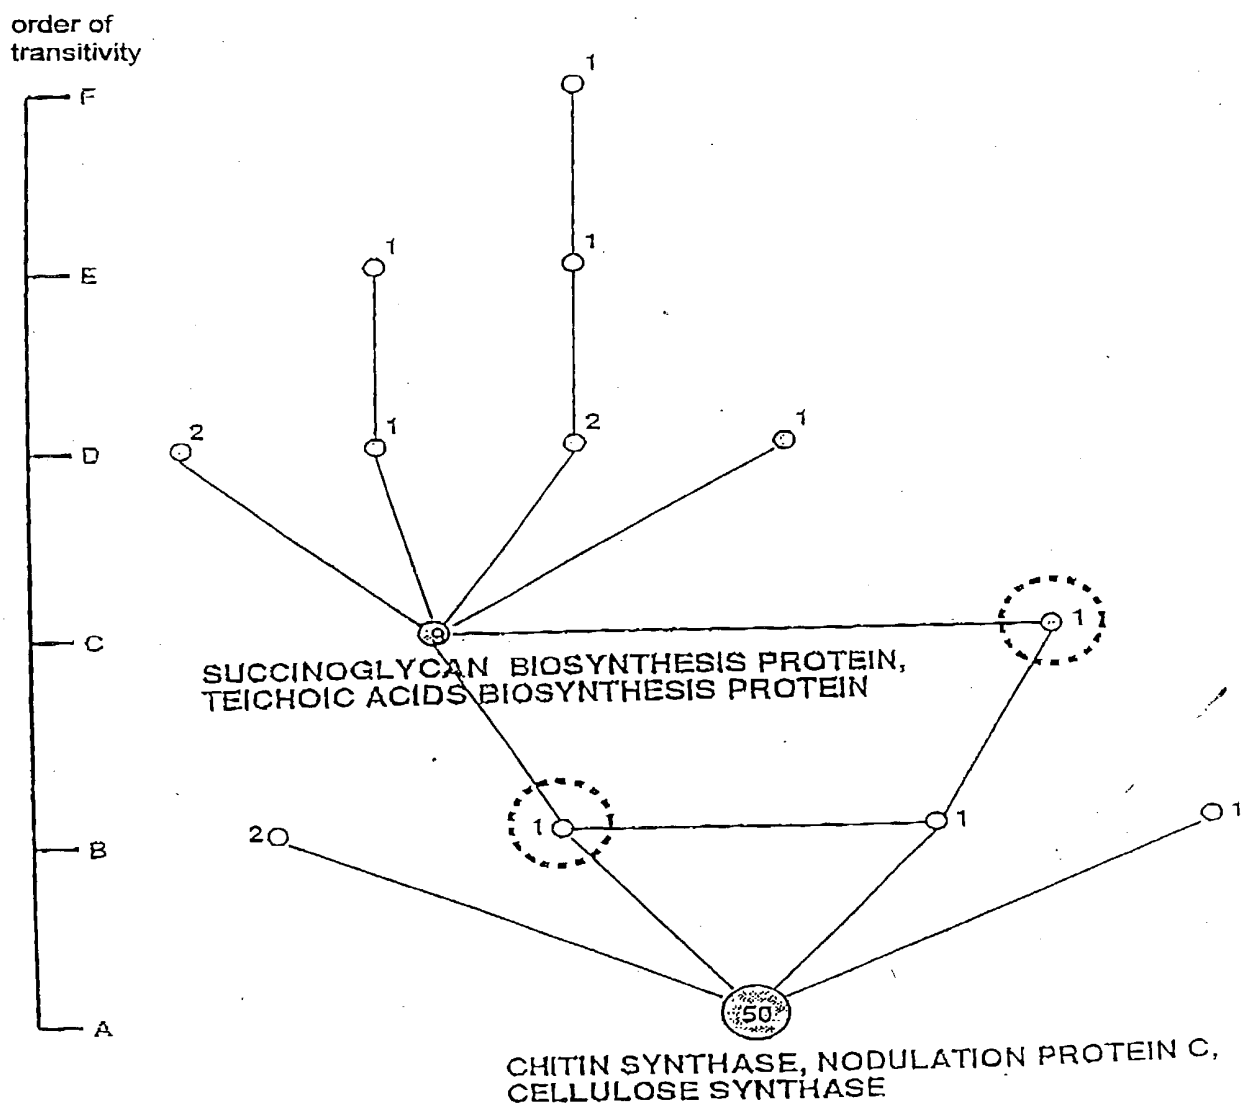 order of
transitivity
1
F
1
1
E
2
1
2
1
D
1
9
C
SUCCINOGLYCAN BIOSYNTHESIS PROTEIN,
TEICHOIC ACIDS BIOSYNTHESIS PROTEIN
2
1
1
1
B
50
A
CHITIN SYNTHASE, NODULATION PROTEIN C,
CELLULOSE SYNTHASE